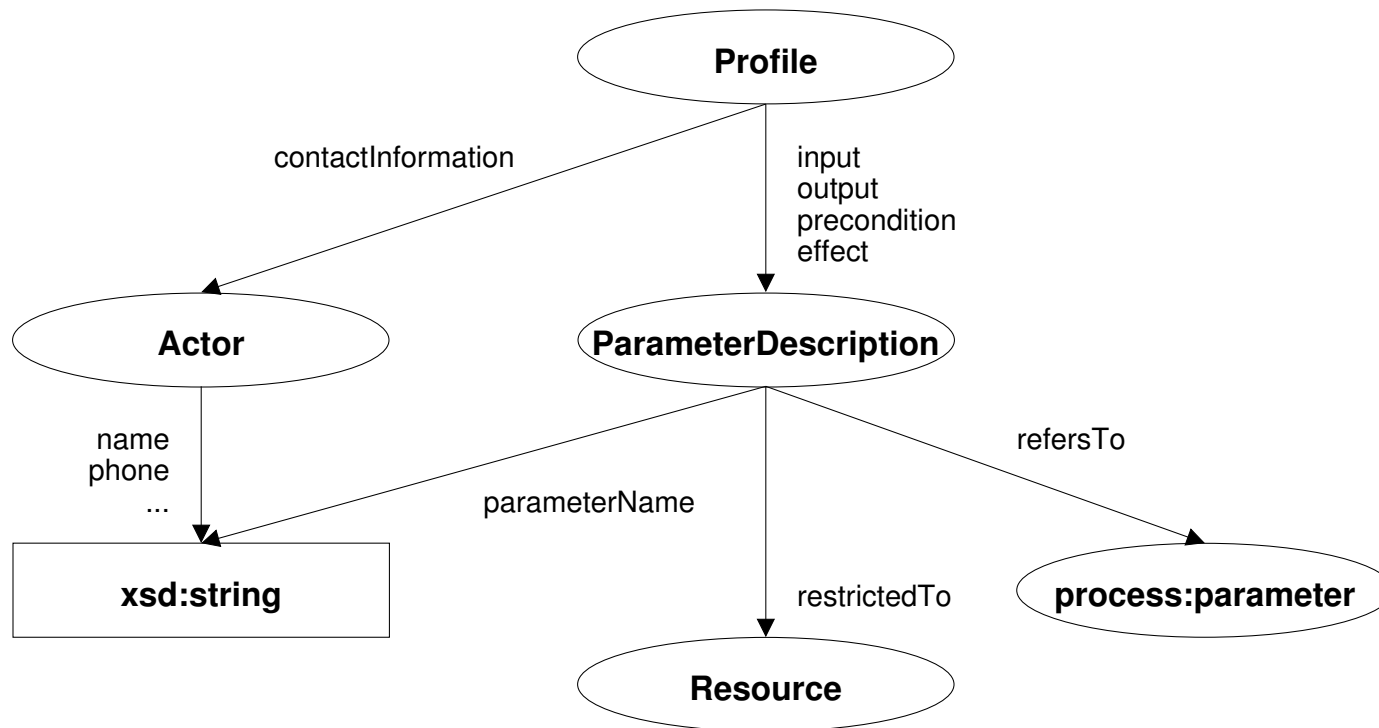 Profile
contactInformation
input
output
precondition
effect
Actor
ParameterDescription
name
phone
...
parameterName
refersTo
xsd:string
restrictedTo
process:parameter
Resource